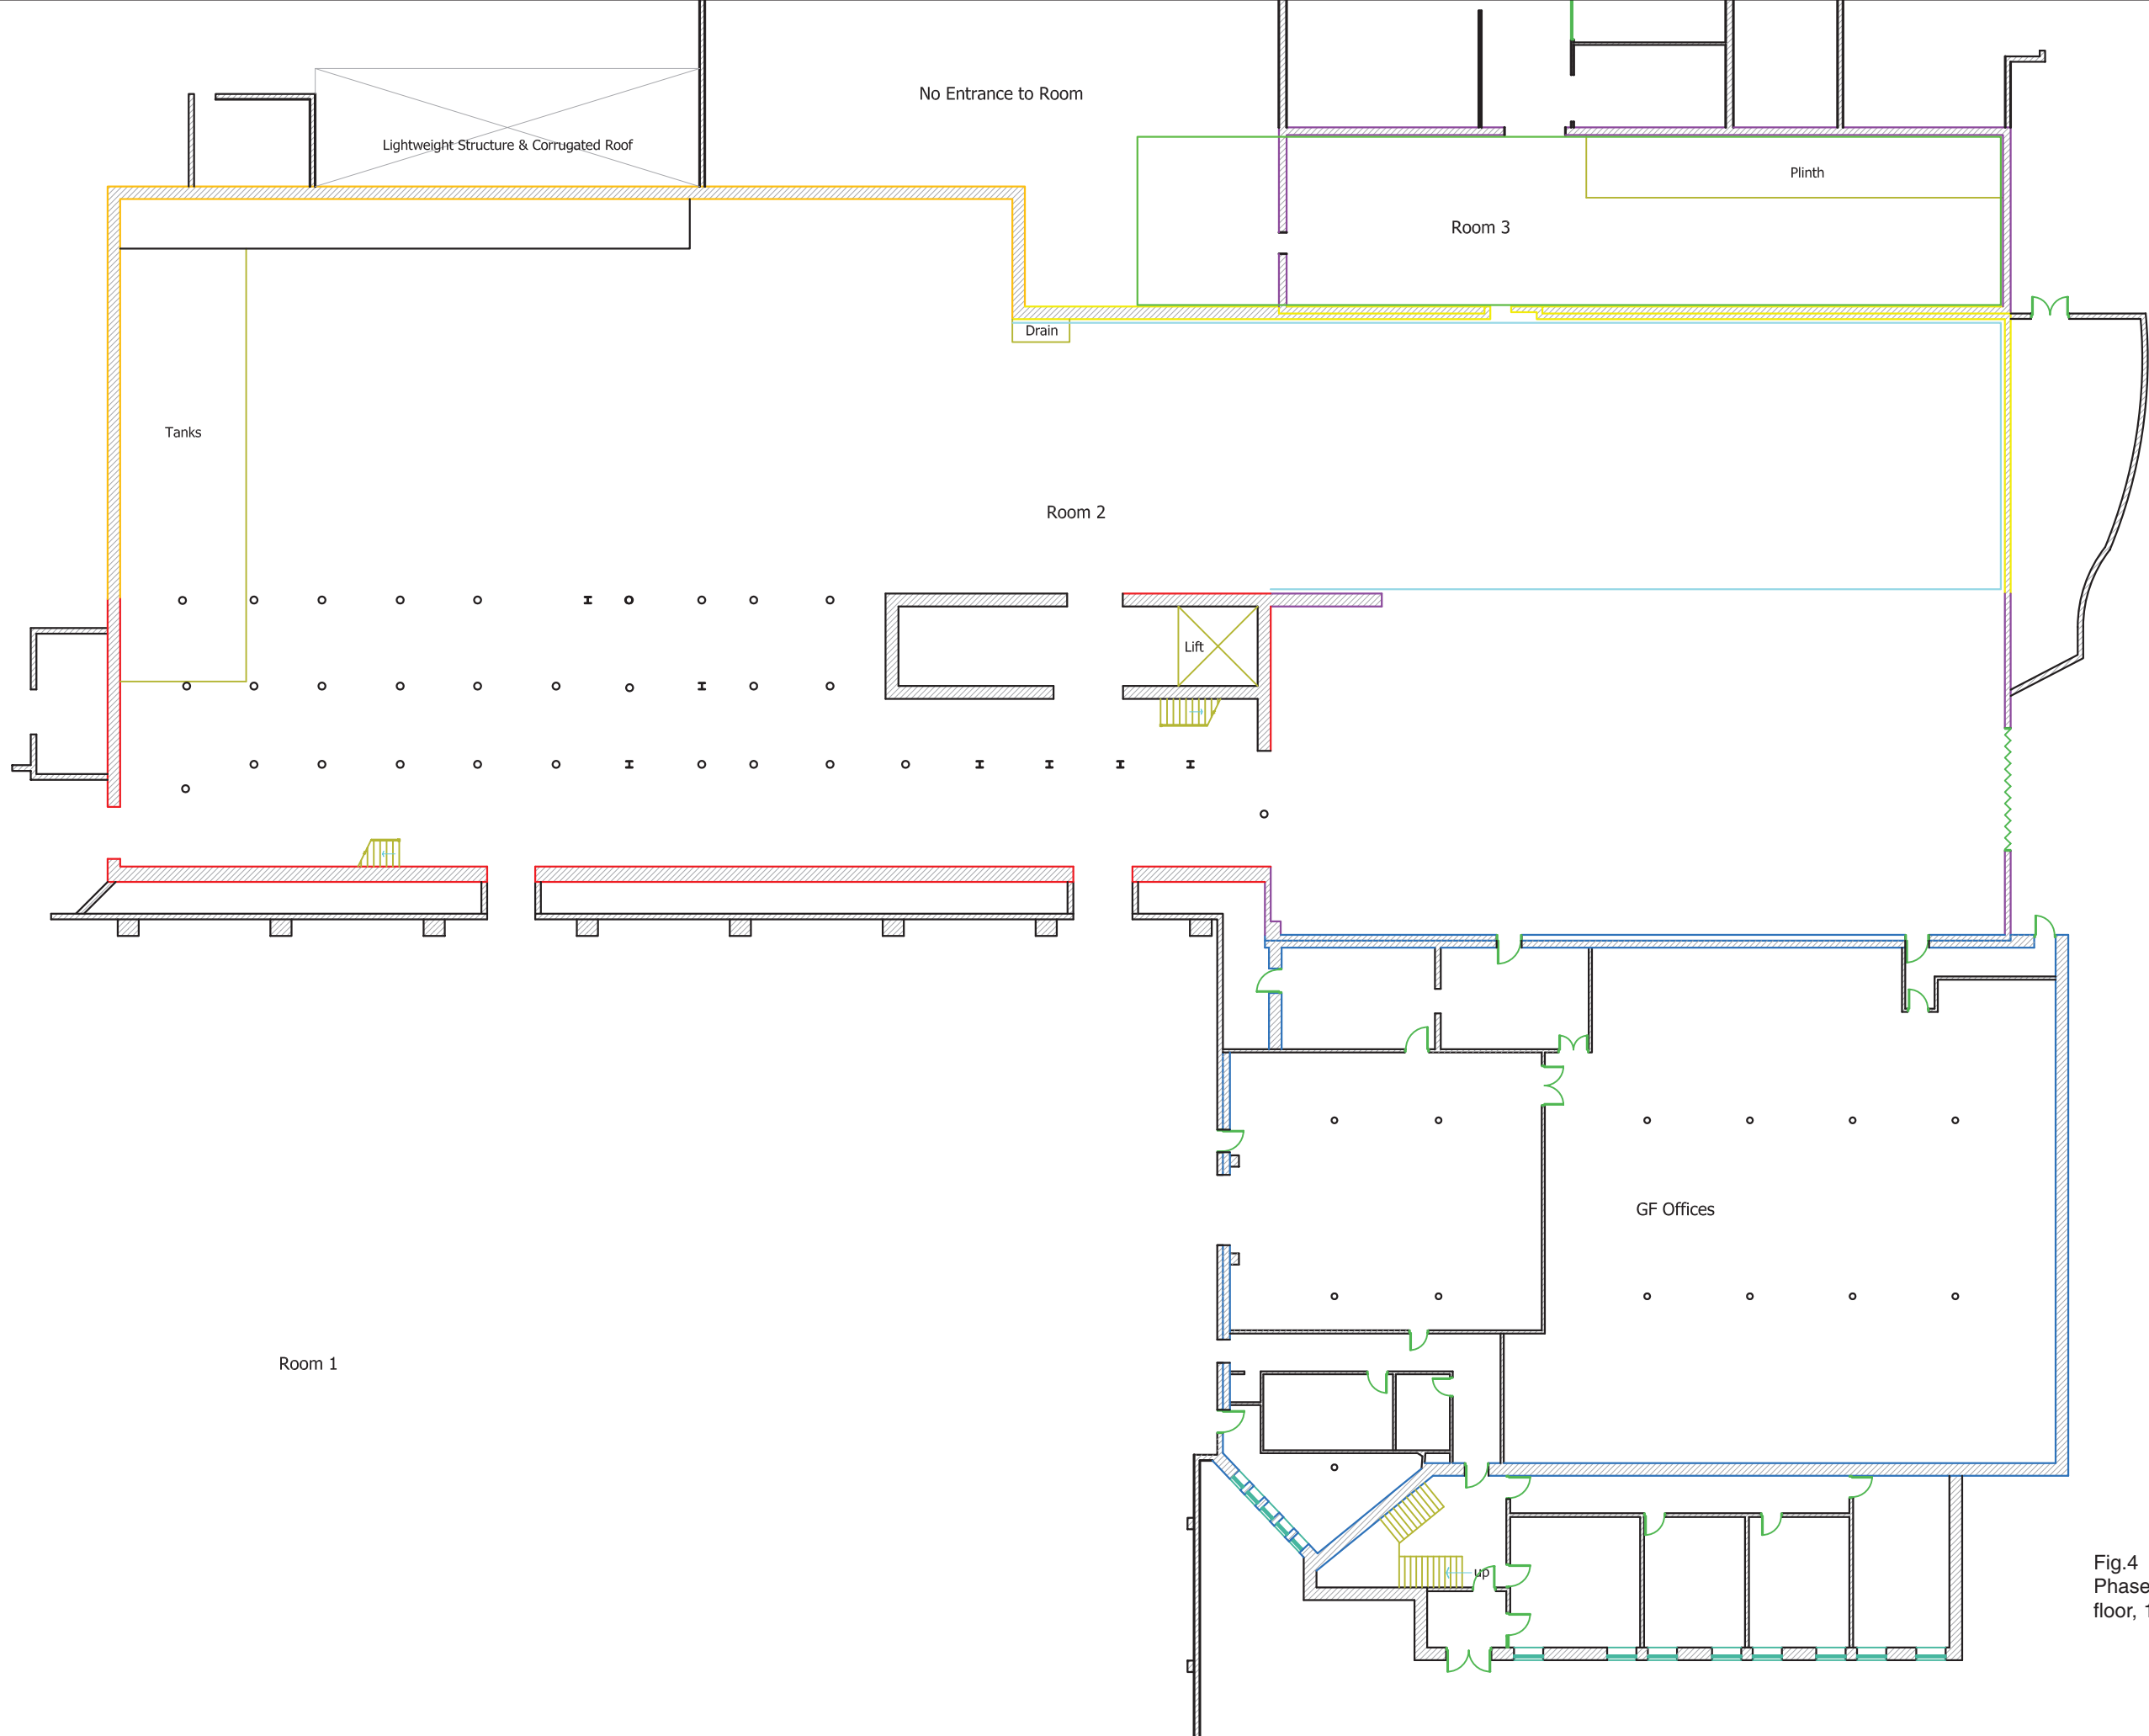 No Entrance to Room
Lightweight Structure & Corrugated Roof
Plinth
Room 3
Drain
Tanks
Room 2
Lift
GF Offices
Room 1
up
Fig.4
Phase
floor, 1